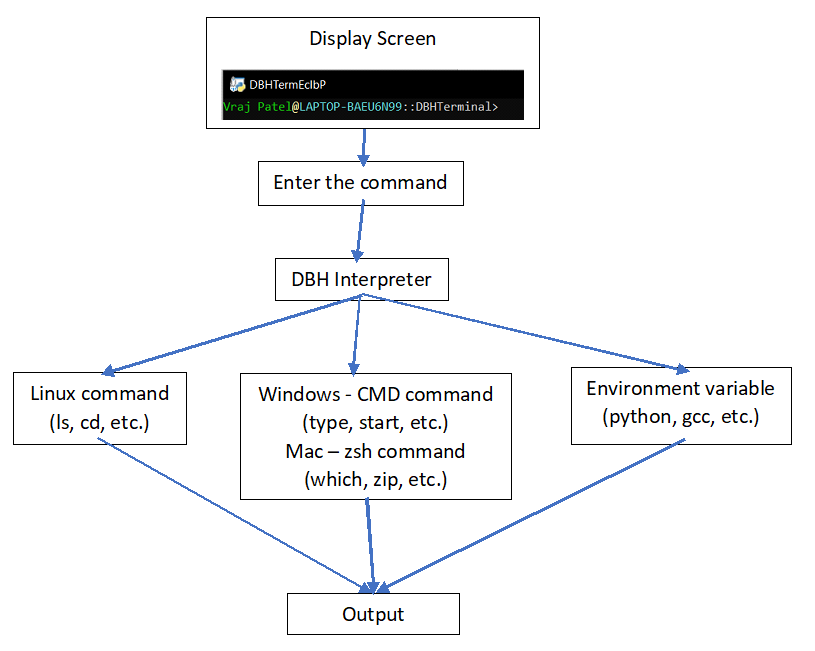 Display Screen
DBHTermEclbP
Vraj Patel@LAPTOP-BAEU6N99::DBHTerminal>
Enter the command
DBH Interpreter
Linux command
(ls, cd, etc.)
Windows - CMD command
(type, start, etc.)
Mac – zsh command
(which, zip, etc.)
Environment variable
(python, gcc, etc.)
Output